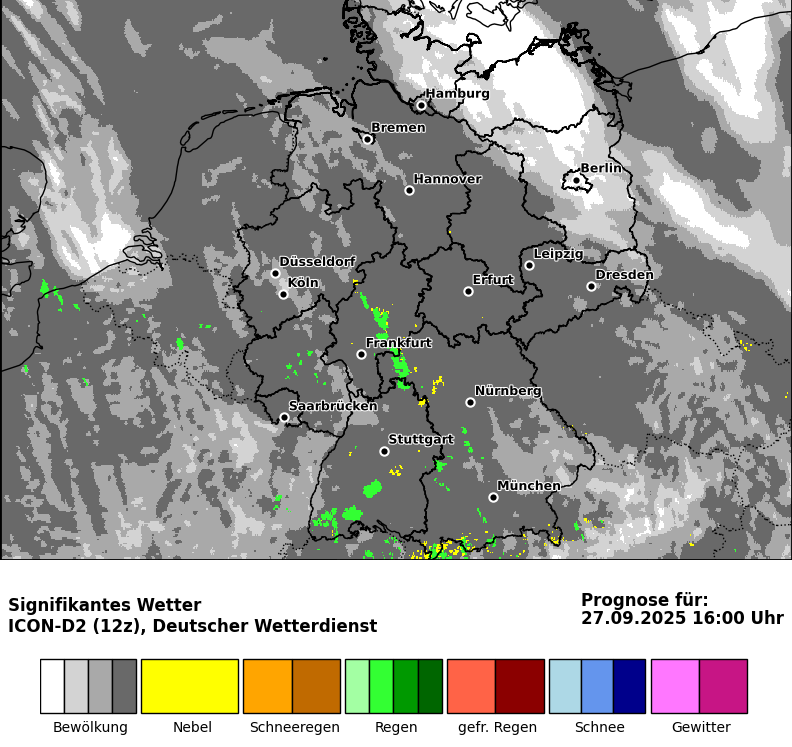 Hamburg
Bremen
Berlin
Hannover
Leipzig
Düsseldorf
Dresden
Köln
Erfurt
Frankfurt
Nürnberg
Saarbrücken
Stuttgart
München
Signifikantes Wetter
ICON-D2 (12z), Deutscher Wetterdienst
Prognose für:
27.09.2025 16:00 Uhr
Bewölkung Nebel Schneeregen Regen gefr. Regen Schnee Gewitter